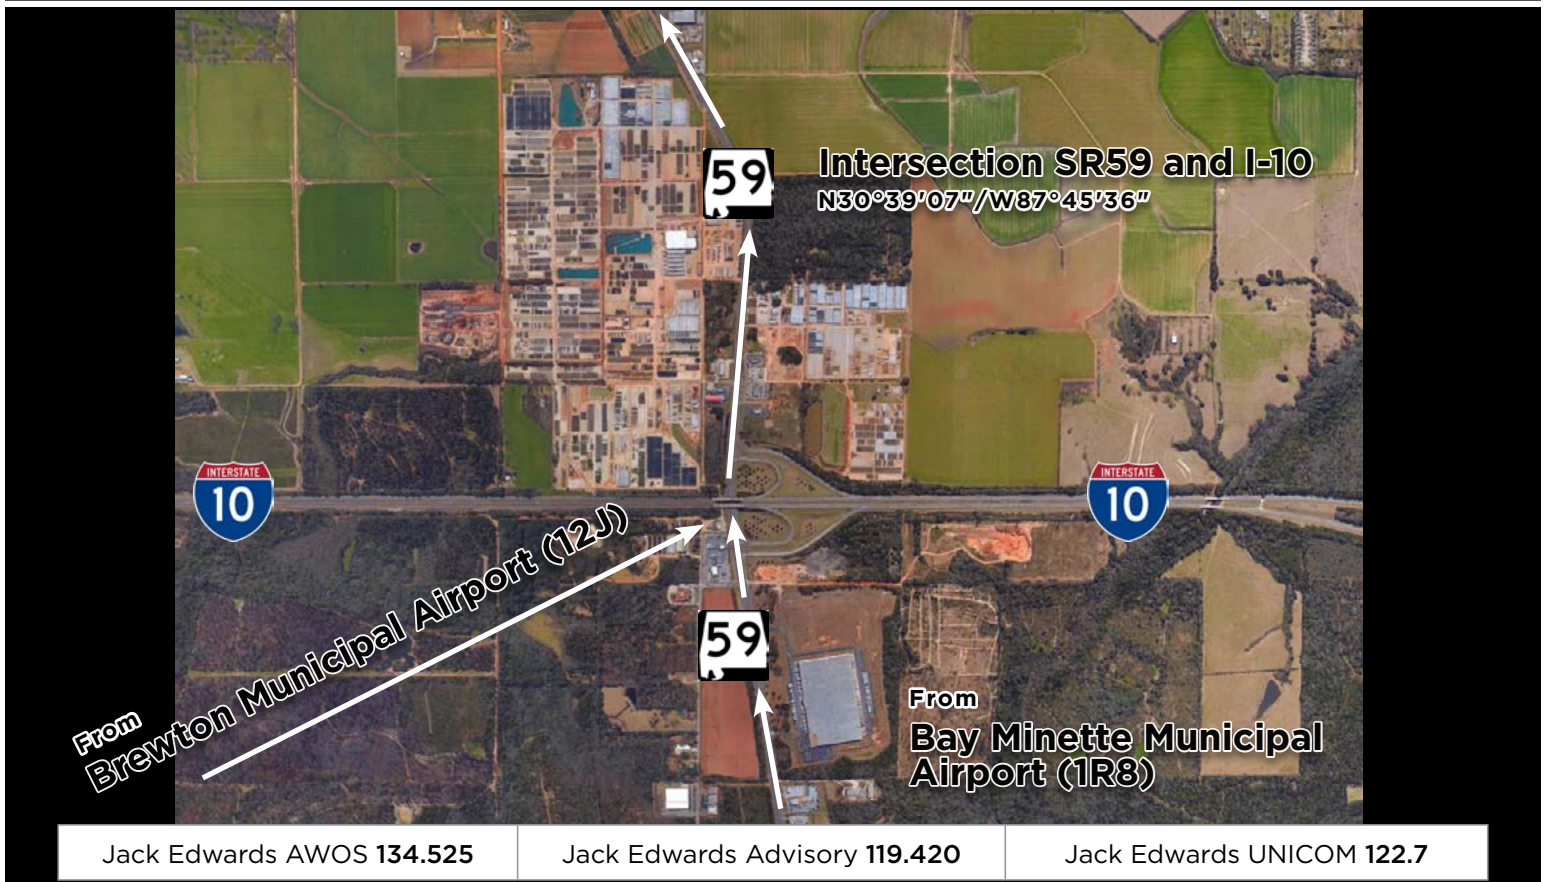 59
Intersection SR59 and I-10
N30°39'07"/W87°45'36"
INTERSTATE
10
INTERSTATE
10
From
Brewton Municipal Airport (12J)
59
From
Bay Minette Municipal
Airport (1R8)
Jack Edwards AWOS 134.525
Jack Edwards Advisory 119.420
Jack Edwards UNICOM 122.7